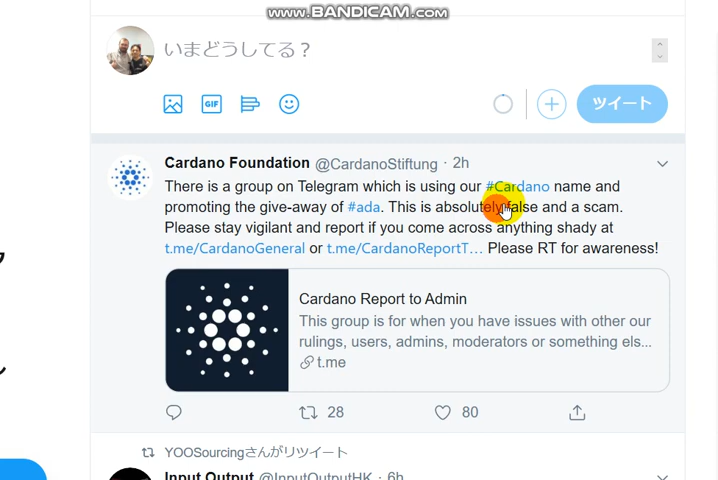 www.BANDICAM.com
いまどうしてる？
GIF
ツイート
Cardano Foundation @CardanoStiftung · 2h
There is a group on Telegram which is using our #Cardano name and
promoting the give-away of #ada. This is absolutely false and a scam.
Please stay vigilant and report if you come across anything shady at
t.me/CardanoGeneral or t.me/CardanoReportT… Please RT for awareness!
Cardano Report to Admin
This group is for when you have issues with other our
rulings, users, admins, moderators or something els...
t.me
28
80
YOOSourcingさんがリツイート
Input Output @InputOutputHK · 6h